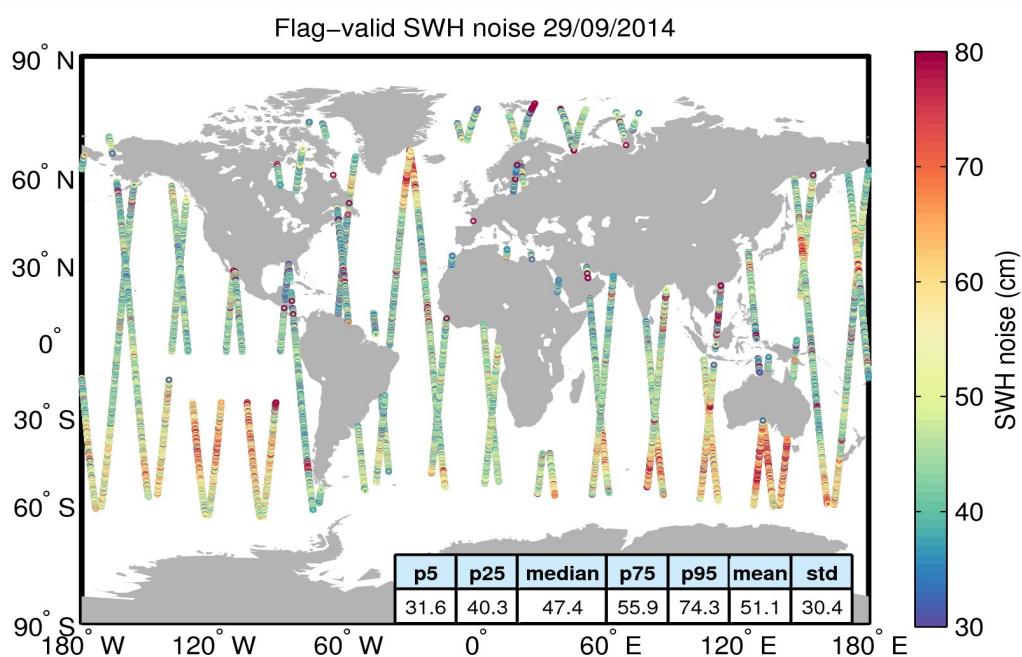 Flag−valid SWH noise 29/09/2014
90° N
60° N
30° N
0°
30° S
60° S
90° S
180° W
120° W
60° W
0°
60° E
120° E
180° E
p5 p25 median p75 p95 mean std
31.6 40.3 47.4 55.9 74.3 51.1 30.4
80
70
60
50
40
30
SWH noise (cm)